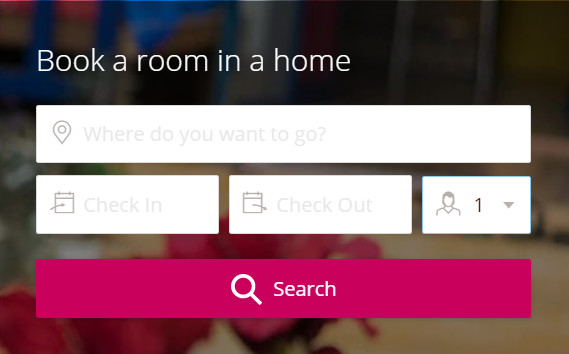 Book a room in a home
Where do you want to go?
Check In Check Out 1
Search